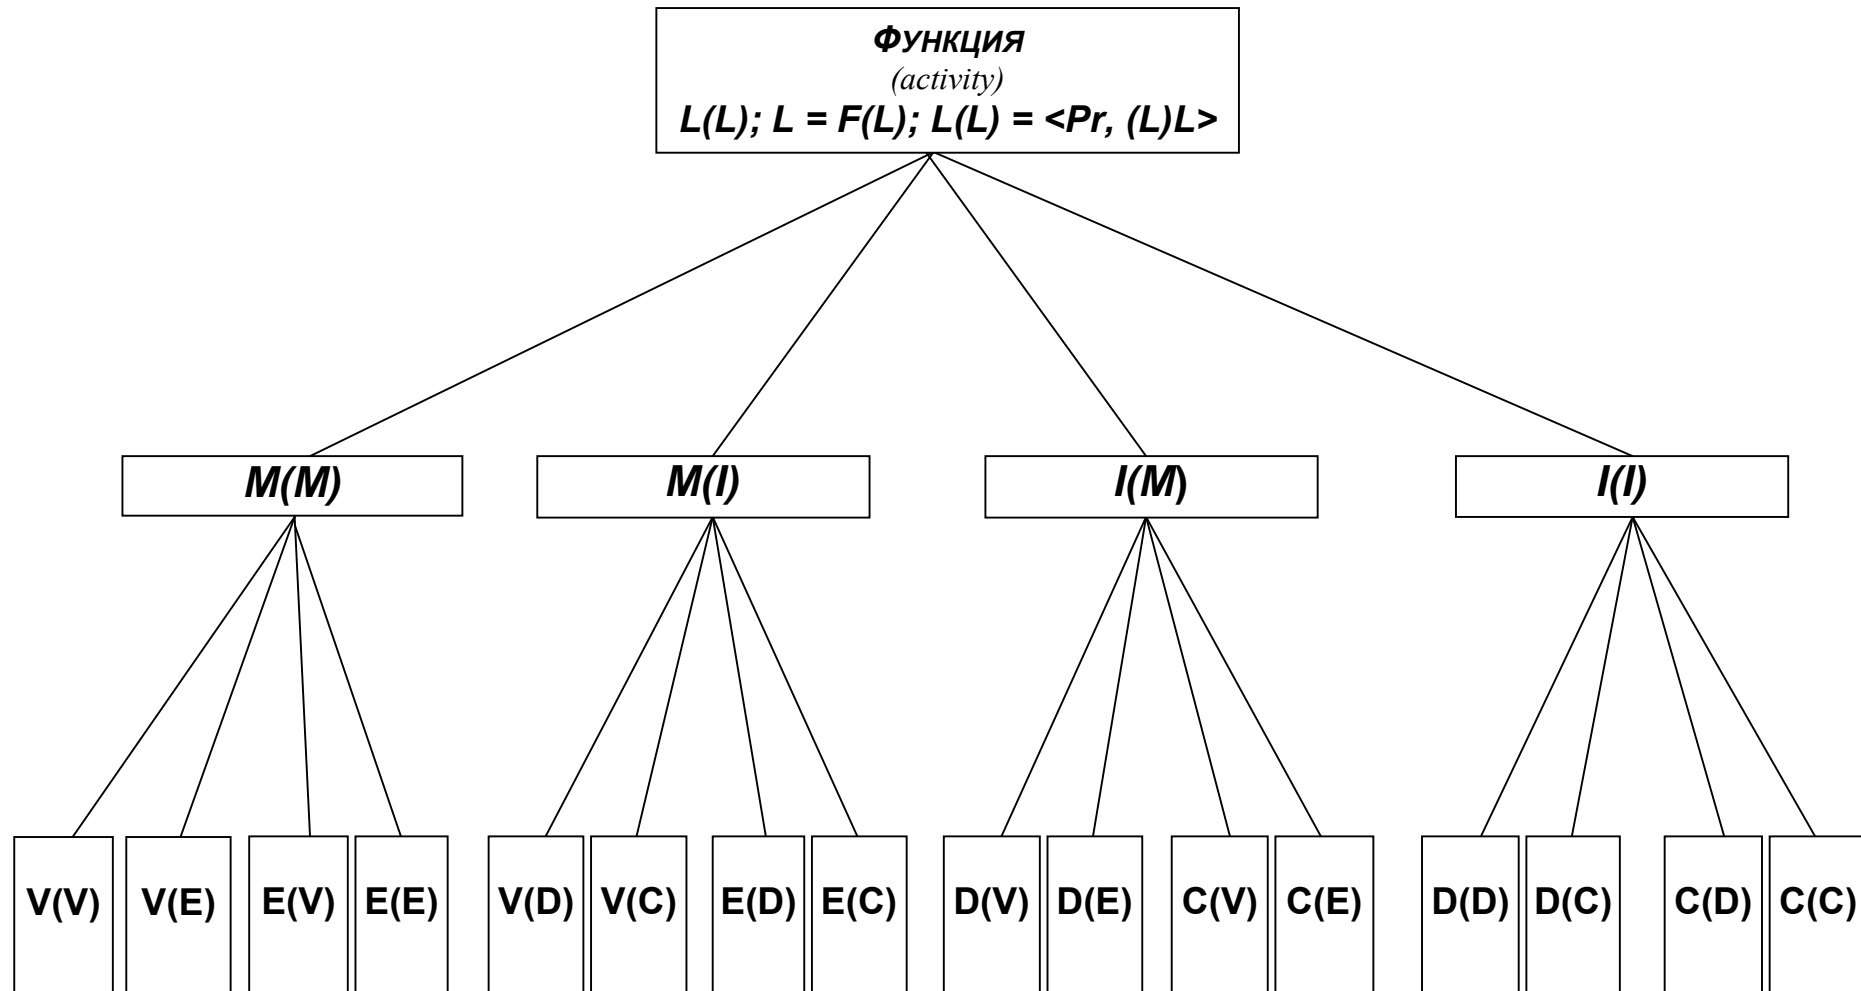 ФУНКЦИЯ
(activity)
L(L); L = F(L); L(L) = <Pr, (L)L>
M(M) M(I) I(M) I(I)
V(V) V(E) E(V) E(E) V(D) V(C) E(D) E(C) D(V) D(E) C(V) C(E) D(D) D(C) C(D) C(C)